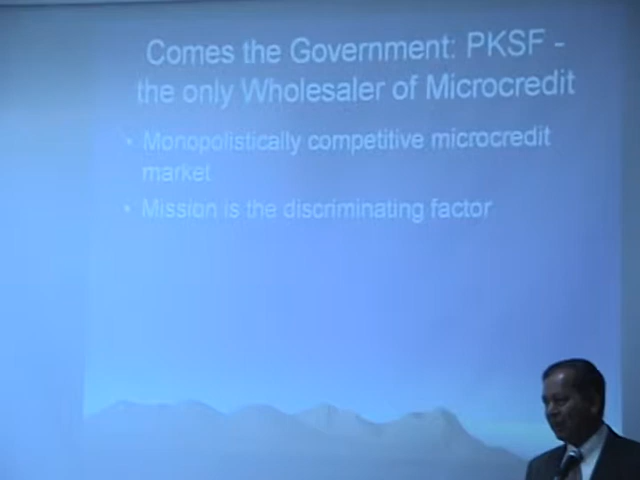 Comes the Government: PKSF –
the only Wholesaler of Microcredit
• Monopolistically competitive microcredit
market
• Mission is the discriminating factor